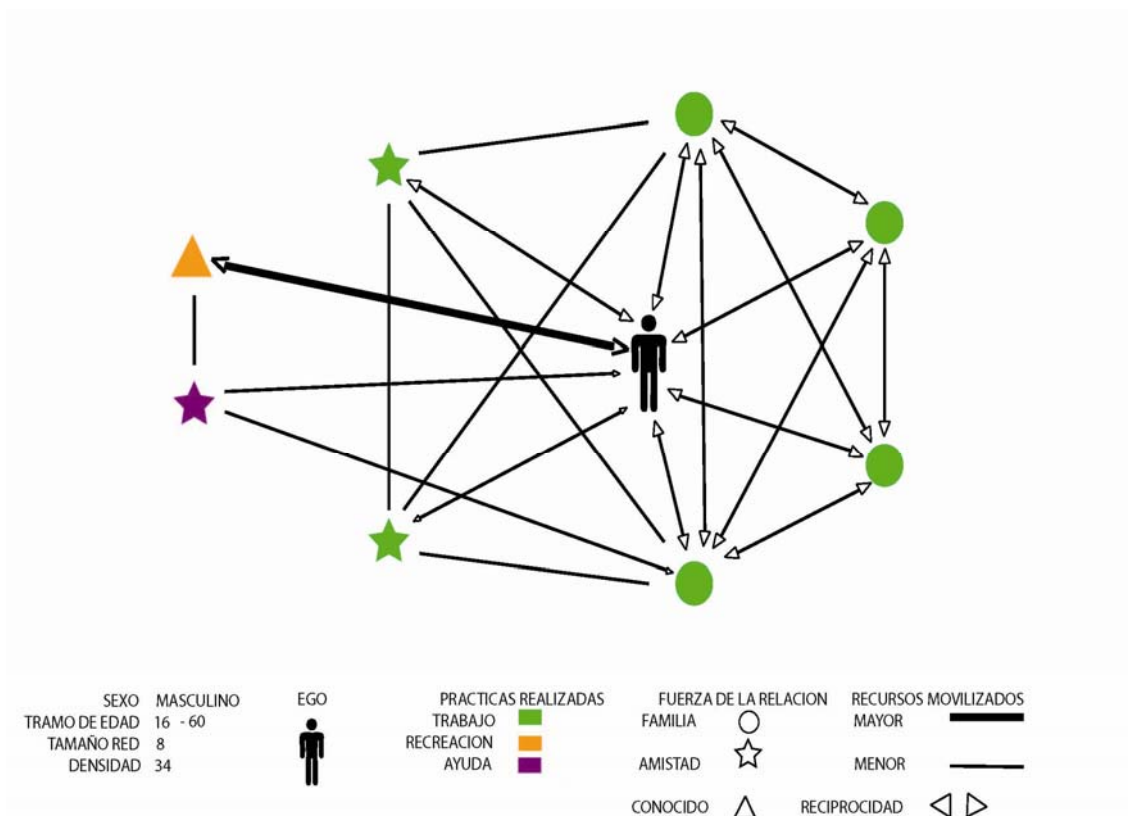 SEXO MASCULINO
TRAMO DE EDAD 16 - 60
TAMAÑO RED 8
DENSIDAD 34
EGO
PRACTICAS REALIZADAS
TRABAJO
RECREACION
AYUDA
FUERZA DE LA RELACION
FAMILIA
AMISTAD
CONOCIDO
RECURSOS MOVILIZADOS
MAYOR
MENOR
RECIPROCIDAD